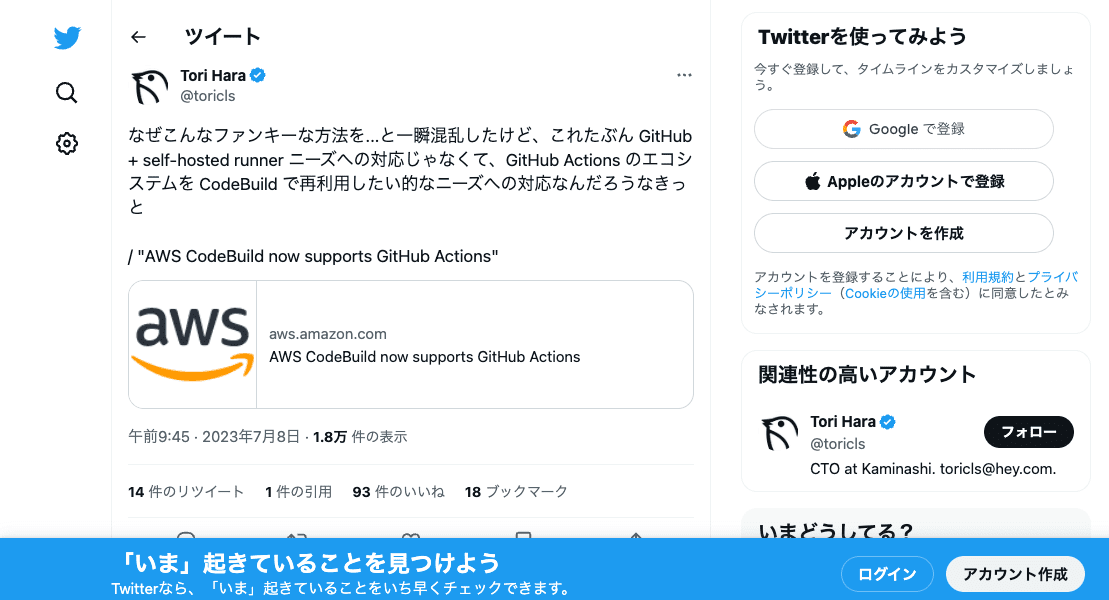 ツイート
Tori Hara
@toricls
なぜこんなファンキーな方法を...と一瞬混乱したけど、これたぶん GitHub
+ self-hosted runner ニーズへの対応じゃなくて、GitHub Actions のエコシ
ステムを CodeBuild で再利用したい的なニーズへの対応なんだろうなきっ
と
/ "AWS CodeBuild now supports GitHub Actions"
aws
aws.amazon.com
AWS CodeBuild now supports GitHub Actions
午前9:45 · 2023年7月8日 · 1.8万 件の表示
14 件のリツイート 1 件の引用 93 件のいいね 18 ブックマーク
Twitterを使ってみよう
今すぐ登録して、タイムラインをカスタマイズしましょ
う。
Google で登録
Appleのアカウントで登録
アカウントを作成
アカウントを登録することにより、利用規約とプライバ
シーポリシー（Cookieの使用を含む）に同意したとみ
なされます。
関連性の高いアカウント
Tori Hara
@toricls
フォロー
CTO at Kaminashi. toricls@hey.com.
いまどうしてる？
「いま」起きていることを見つけよう
Twitterなら、「いま」起きていることをいち早くチェックできます。
ログイン
アカウント作成